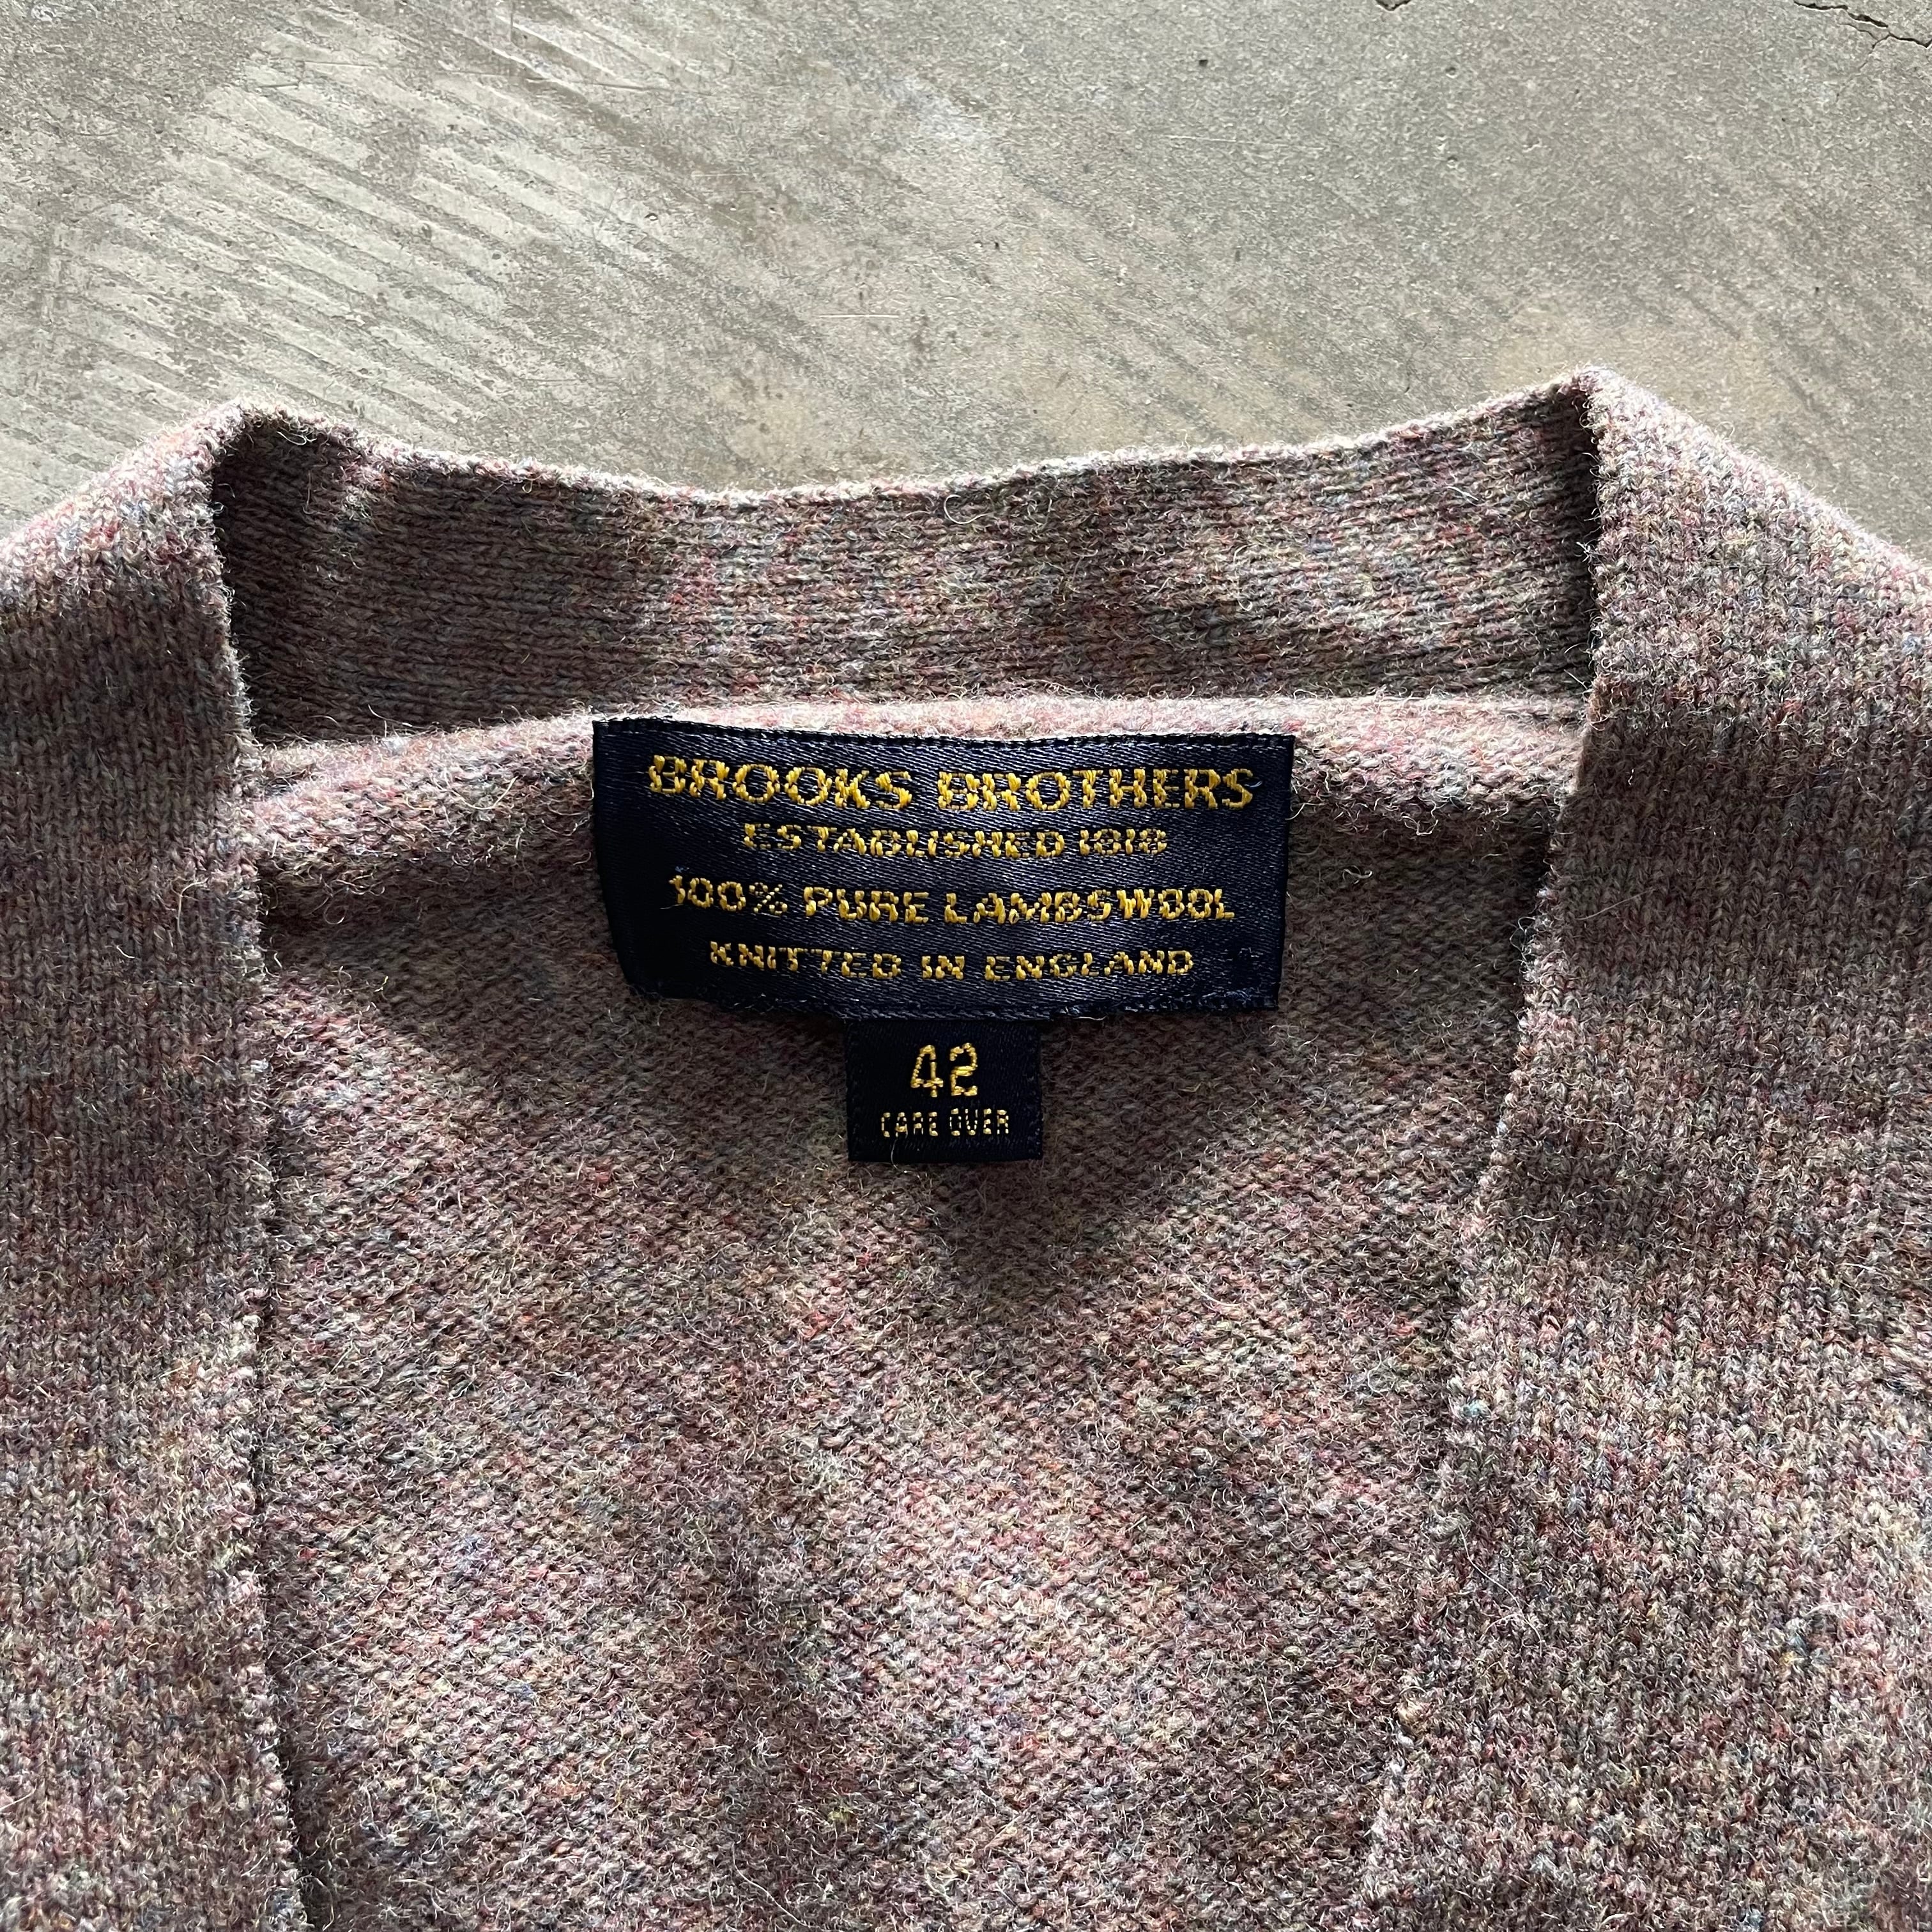 BROOKS BROTHERS
ESTABLISHED 1818
100% PURE LAMBSWOOL
KNITTED IN ENGLAND
42
CARE OVER